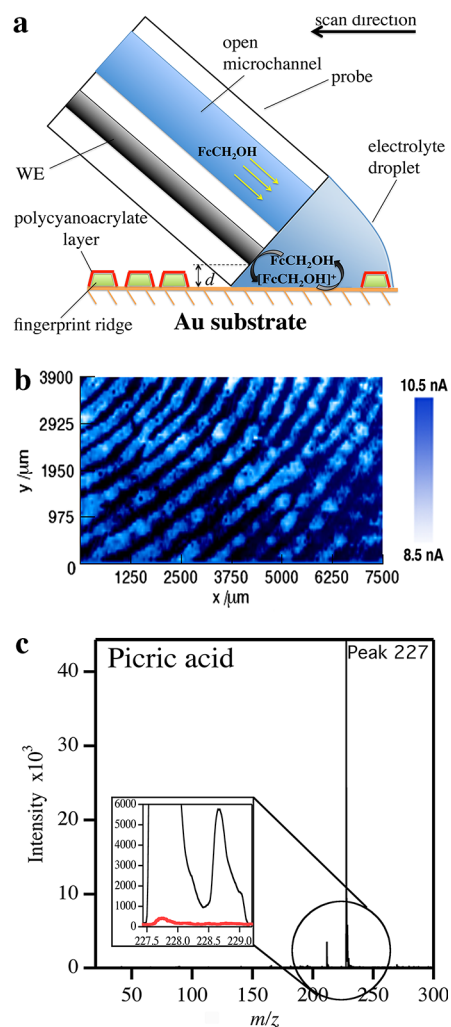 a
scan direction
open
microchannel
probe
FcCH2OH
WE
electrolyte
droplet
polycyanoacrylate
layer
FcCH2OH
[FcCH2OH]+
d
fingerprint ridge
Au substrate
b
3900
2925
1950
975
0
y /µm
1250 2500 3750 5000 6250 7500
x /µm
10.5 nA
8.5 nA
c
Picric acid
Peak 227
40
30
20
10
0
Intensity x10³
6000
5000
4000
3000
2000
1000
0
227.5 228.0 228.5 229.0
50 100 150 200 250 300
m/z